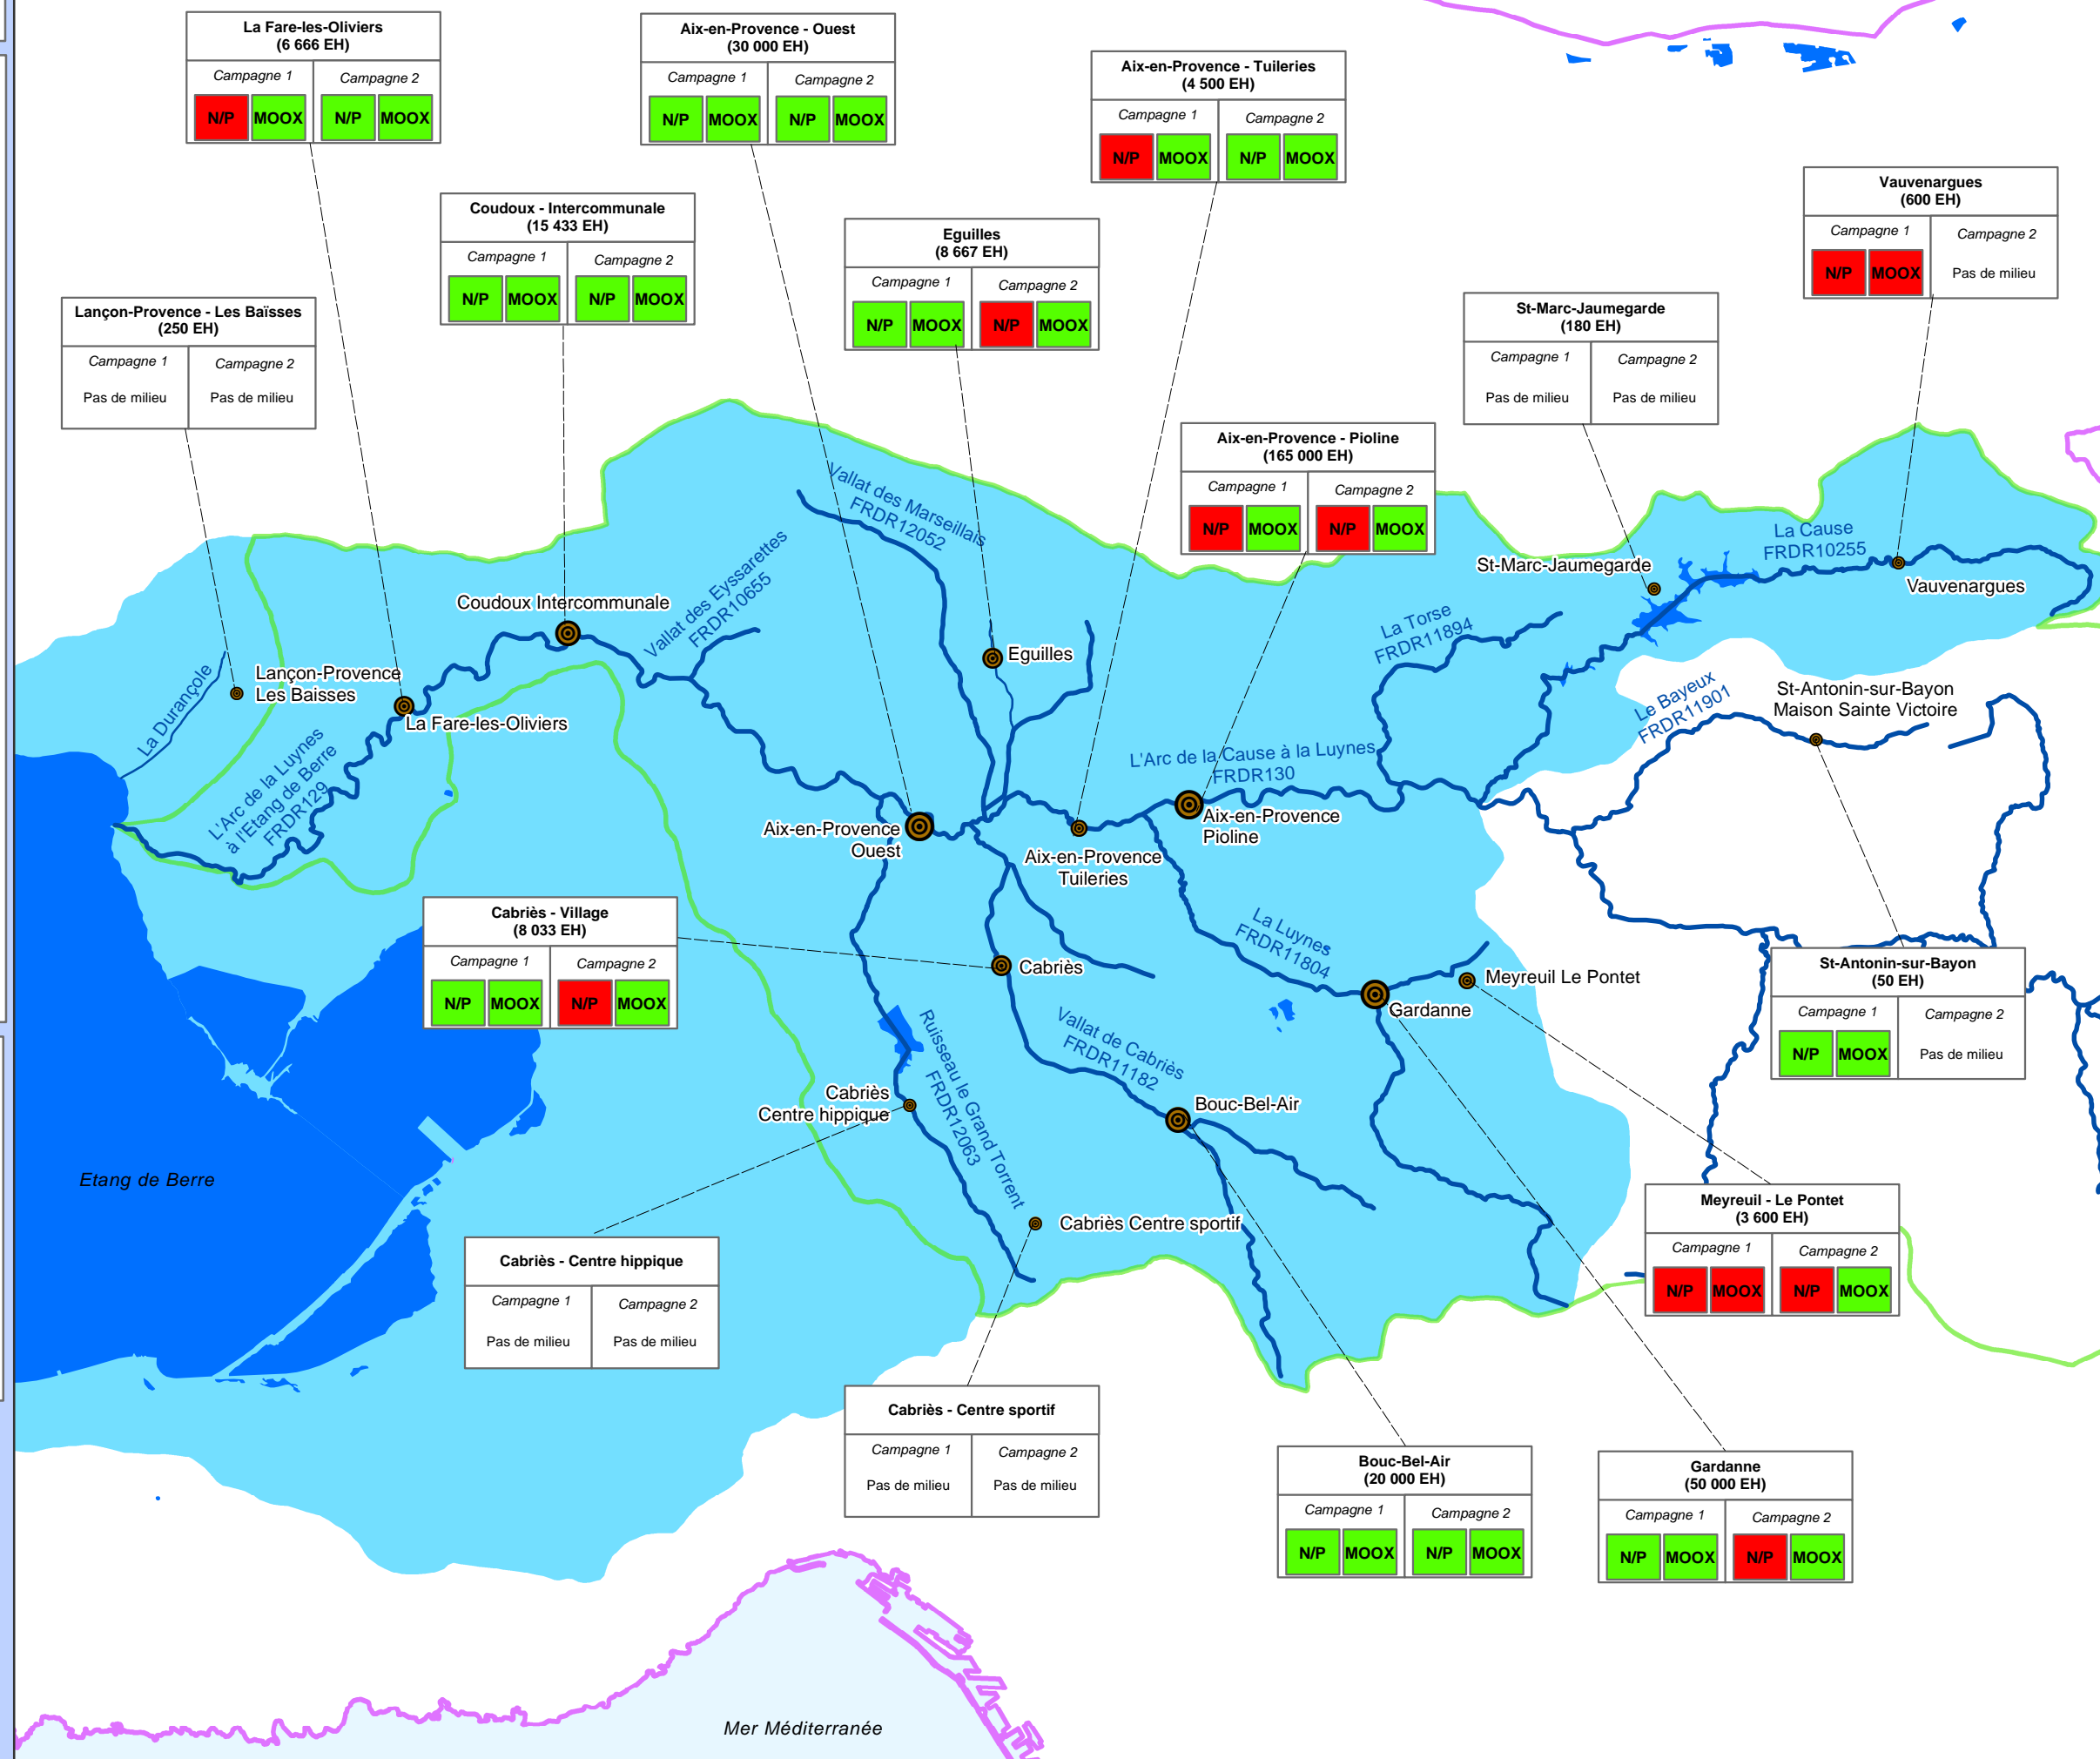 La Fare-les-Oliviers
(6 666 EH)
Campagne 1
Campagne 2
N/P
MOOX
N/P
MOOX
Aix-en-Provence - Ouest
(30 000 EH)
Campagne 1
Campagne 2
N/P
MOOX
N/P
MOOX
Aix-en-Provence - Tuileries
(4 500 EH)
Campagne 1
Campagne 2
N/P
MOOX
N/P
MOOX
Vauvenargues
(600 EH)
Campagne 1
Campagne 2
N/P
MOOX
Pas de milieu
Coudoux - Intercommunale
(15 433 EH)
Campagne 1
Campagne 2
N/P
MOOX
N/P
MOOX
Eguilles
(8 667 EH)
Campagne 1
Campagne 2
N/P
MOOX
N/P
MOOX
Lançon-Provence - Les Baïsses
(250 EH)
Campagne 1
Campagne 2
Pas de milieu
Pas de milieu
St-Marc-Jaumegarde
(180 EH)
Campagne 1
Campagne 2
Pas de milieu
Pas de milieu
Aix-en-Provence - Pioline
(165 000 EH)
Campagne 1
Campagne 2
N/P
MOOX
N/P
MOOX
Vallat des Marseillais
FRDR12052
La Cause
FRDR10255
St-Marc-Jaumegarde
Vauvenargues
Vallat des Eyssarettes
FRDR10655
Coudoux Intercommunale
La Torse
FRDR11894
Eguilles
La Durançole
Lançon-Provence
Les Baisses
La Fare-les-Oliviers
Le Bayeux
FRDR11901
St-Antonin-sur-Bayon
Maison Sainte Victoire
L'Arc de la Luynes
à l'Etang de Berre
FRDR129
L'Arc de la Cause à la Luynes
FRDR130
Aix-en-Provence
Ouest
Aix-en-Provence
Pioline
Aix-en-Provence
Tuileries
Cabriès - Village
(8 033 EH)
Campagne 1
Campagne 2
N/P
MOOX
N/P
MOOX
La Luynes
FRDR11804
Cabriès
Meyreuil Le Pontet
Gardanne
St-Antonin-sur-Bayon
(50 EH)
Campagne 1
Campagne 2
N/P
MOOX
Pas de milieu
Ruisseau le Grand Torrent
FRDR12063
Vallat de Cabriès
FRDR11182
Cabriès
Centre hippique
Bouc-Bel-Air
Etang de Berre
Cabriès Centre sportif
Meyreuil - Le Pontet
(3 600 EH)
Campagne 1
Campagne 2
N/P
MOOX
N/P
MOOX
Cabriès - Centre hippique
Campagne 1
Campagne 2
Pas de milieu
Pas de milieu
Cabriès - Centre sportif
Campagne 1
Campagne 2
Pas de milieu
Pas de milieu
Bouc-Bel-Air
(20 000 EH)
Campagne 1
Campagne 2
N/P
MOOX
N/P
MOOX
Gardanne
(50 000 EH)
Campagne 1
Campagne 2
N/P
MOOX
N/P
MOOX
Mer Méditerranée